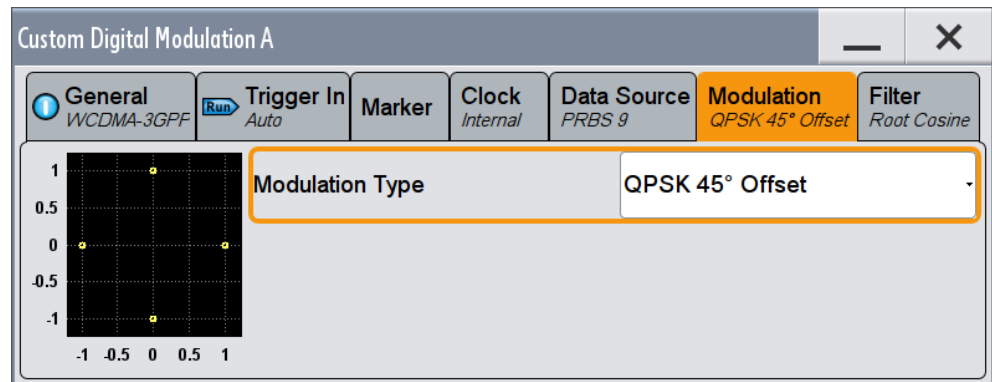 Custom Digital Modulation A
General
WCDMA-3GPP
Run Trigger In
Auto
Marker
Clock
Internal
Data Source
PRBS 9
Modulation
QPSK 45° Offset
Filter
Root Cosine
Modulation Type QPSK 45° Offset
1
0.5
0
-0.5
-1
-1 -0.5 0 0.5 1